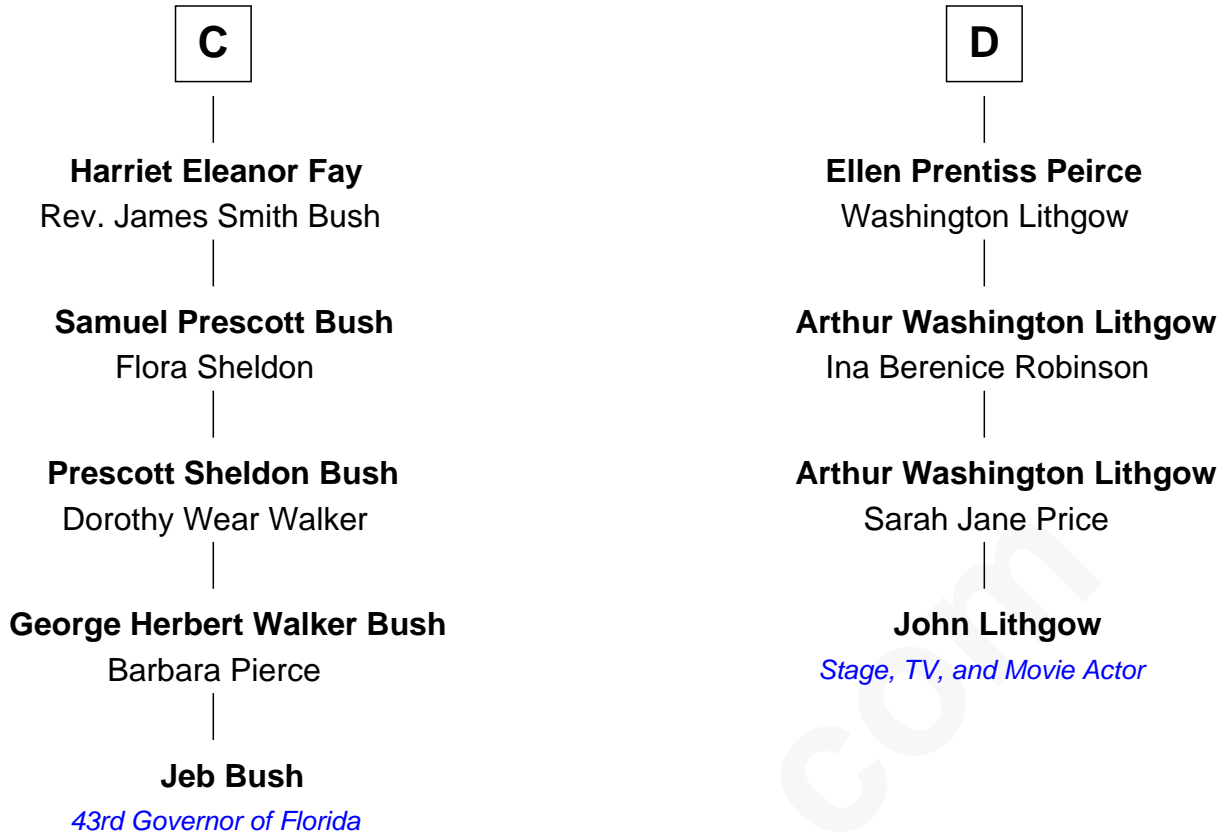 C
Harriet Eleanor Fay
Rev. James Smith Bush
Samuel Prescott Bush
Flora Sheldon
Prescott Sheldon Bush
Dorothy Wear Walker
George Herbert Walker Bush
Barbara Pierce
Jeb Bush
43rd Governor of Florida
D
Ellen Prentiss Peirce
Washington Lithgow
Arthur Washington Lithgow
Ina Berenice Robinson
Arthur Washington Lithgow
Sarah Jane Price
John Lithgow
Stage, TV, and Movie Actor
com